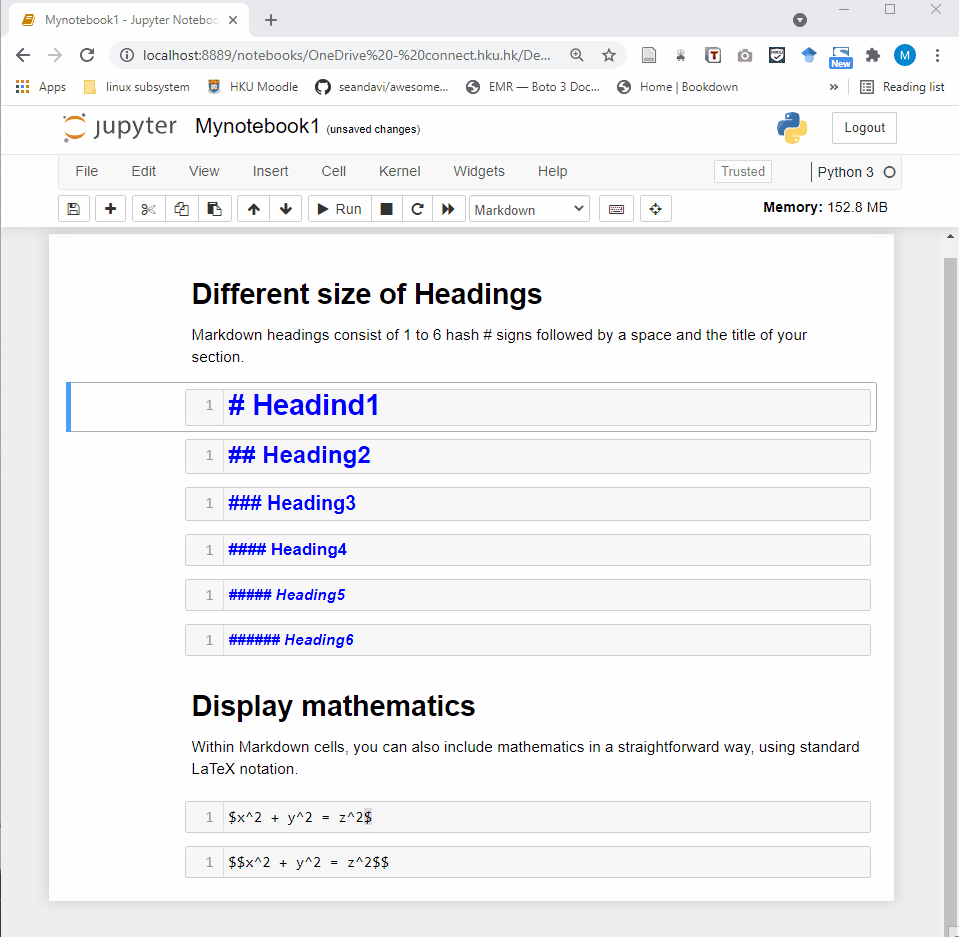 Mynotebook1 - Jupyter Noteboo
localhost:8889/notebooks/OneDrive%20-%20connect.hku.hk/De...
T
New
M
Apps
linux subsystem
HKU Moodle
seandavi/awesome...
EMR — Boto 3 Doc...
Home | Bookdown
»
Reading list
jupyter
Mynotebook1 (unsaved changes)
Logout
File Edit View Insert Cell Kernel Widgets Help
Trusted
Python 3
Run
Markdown
Memory: 152.8 MB
Different size of Headings
Markdown headings consist of 1 to 6 hash # signs followed by a space and the title of your
section.
1 # Headind1
1 ## Heading2
1 ### Heading3
1 #### Heading4
1 ##### Heading5
1 ###### Heading6
Display mathematics
Within Markdown cells, you can also include mathematics in a straightforward way, using standard
LaTeX notation.
1 $x^2 + y^2 = z^2$
1 $$x^2 + y^2 = z^2$$